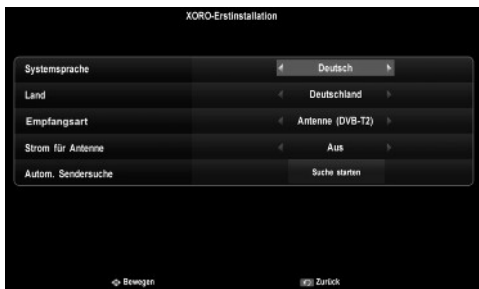 XORO-Erstinstallation
Systemsprache Deutsch
Land Deutschland
Empfangsart Antenne (DVB-T2)
Strom für Antenne Aus
Autom. Sendersuche Suche starten
Bewegen Zurück